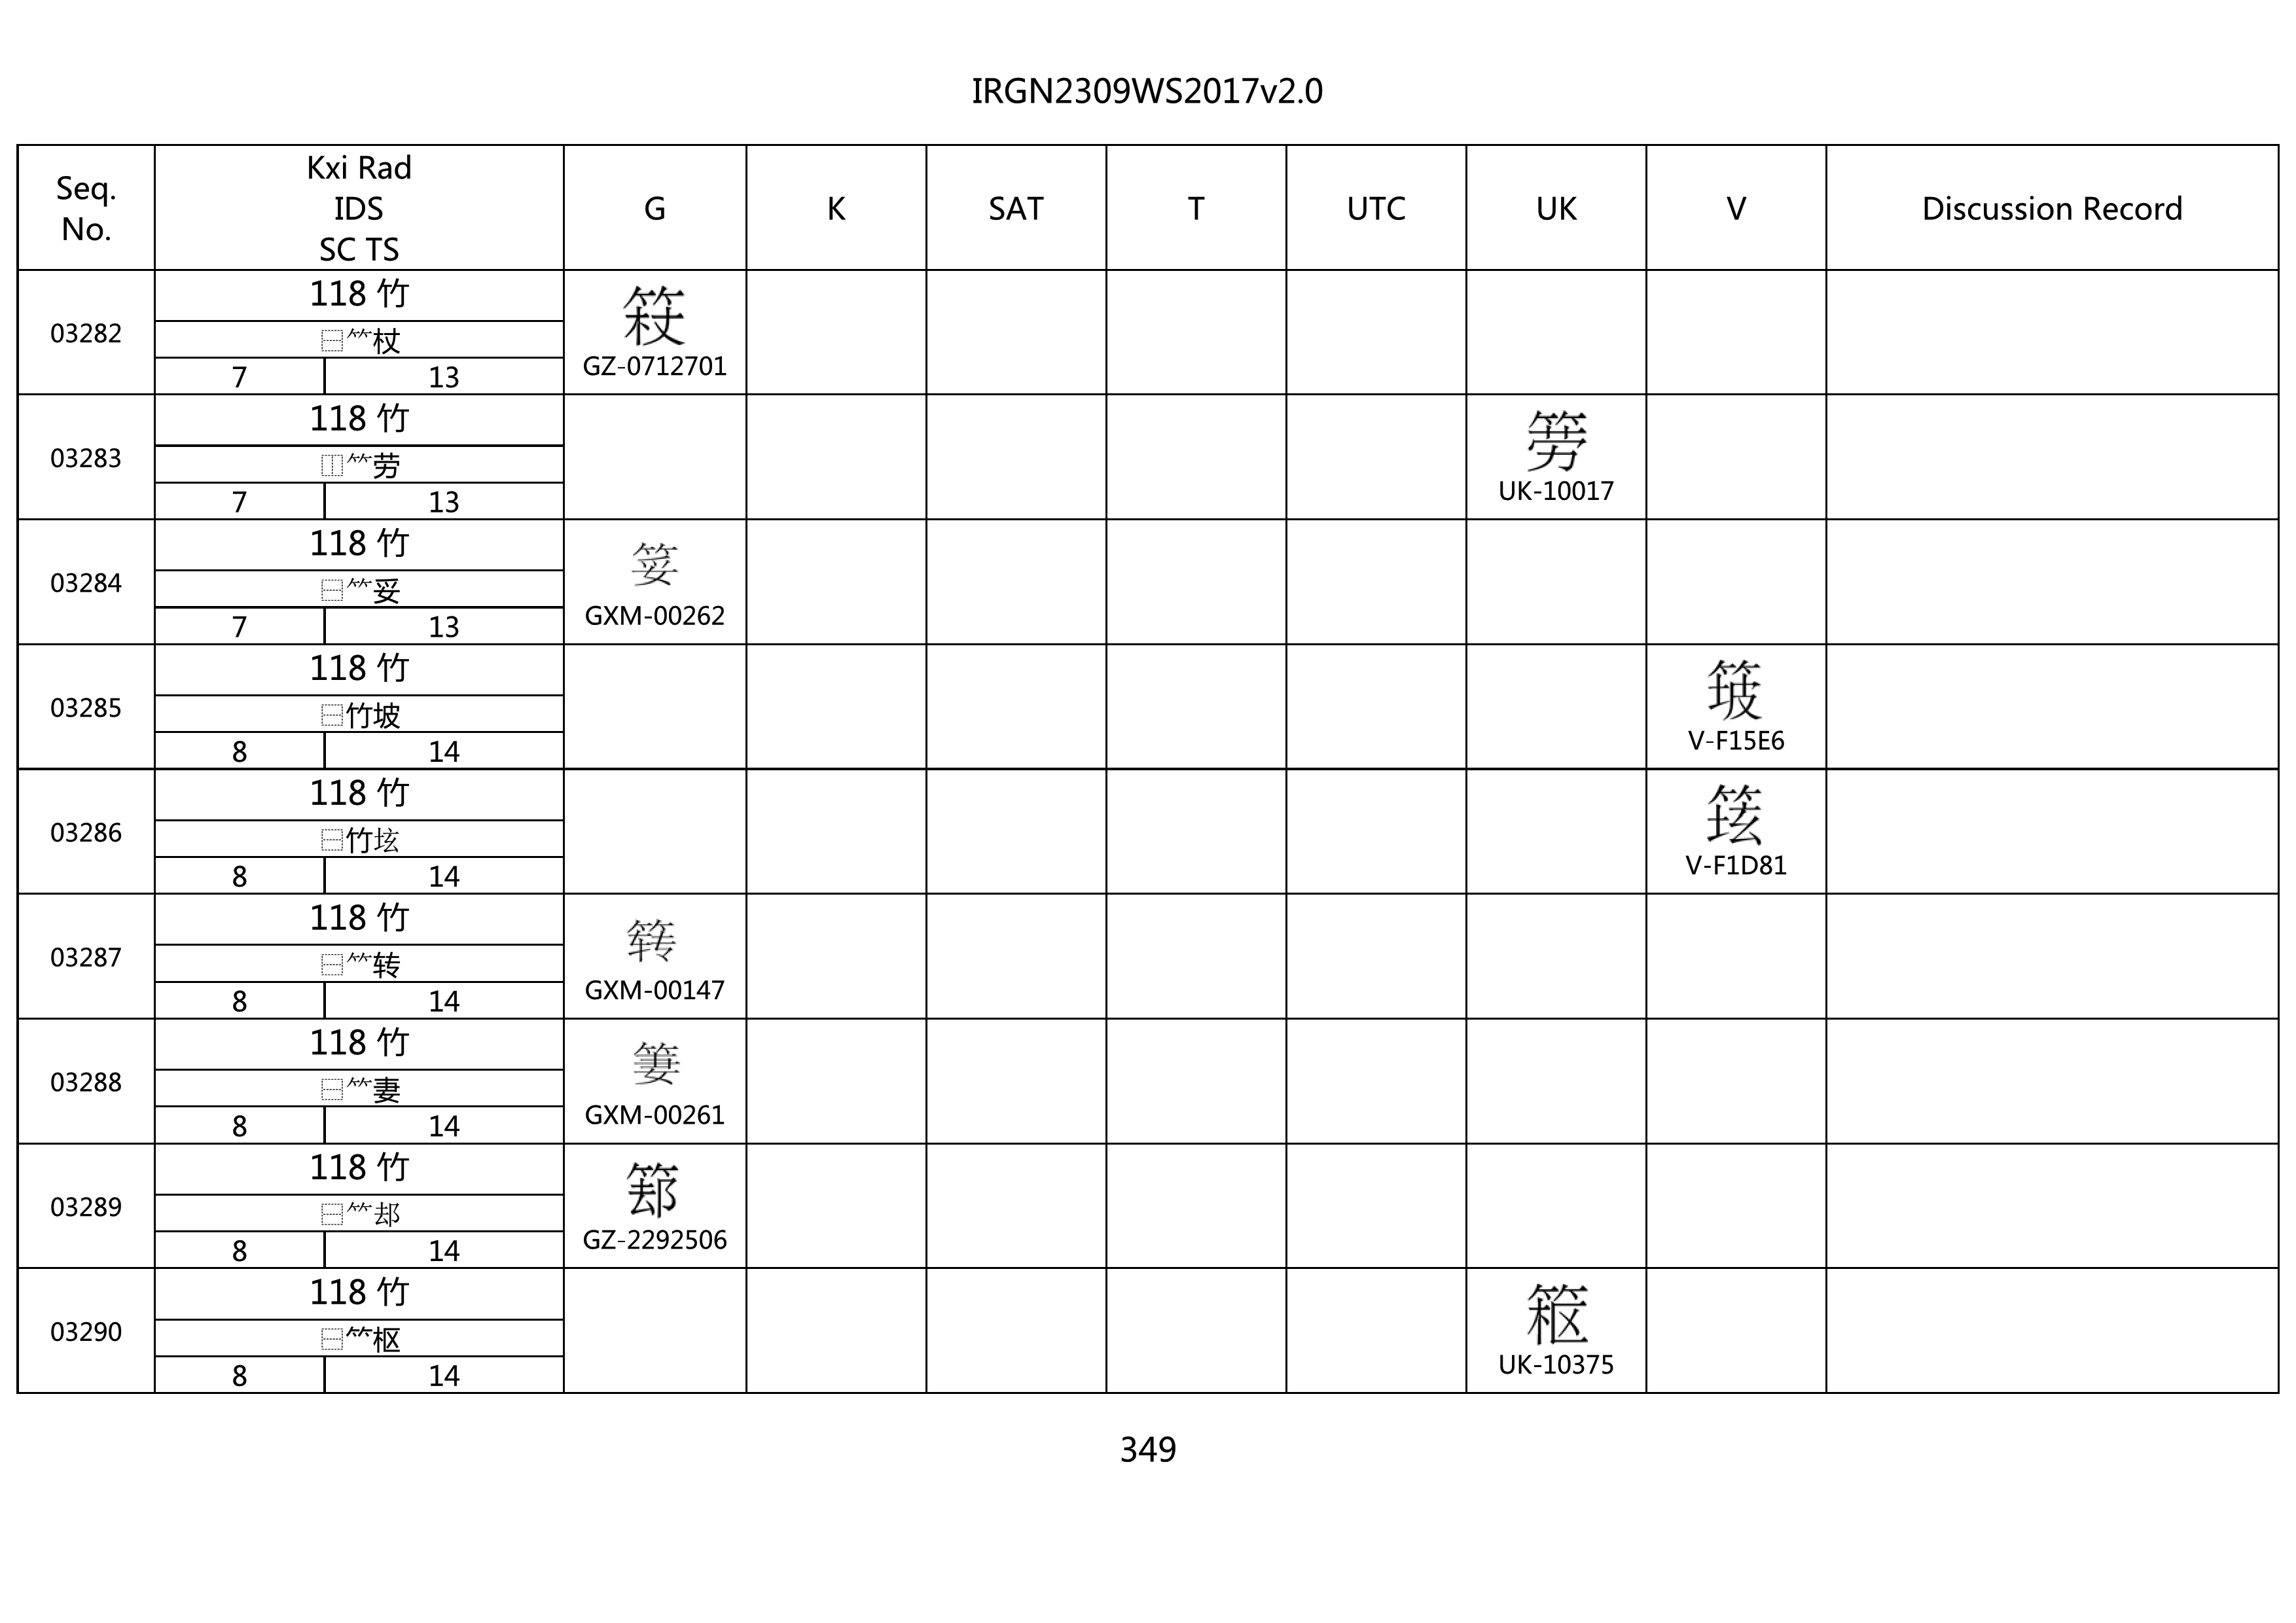 IRGN2309WS2017v2.0
Seq. No.
Kxi Rad
IDS
SC TS
G K SAT T UTC UK V Discussion Record
03282
118 竹
⿱⺮杖
7 13
GZ-0712701
03283
118 竹
⿰⺮劳
7 13
UK-10017
03284
118 竹
⿱⺮妥
7 13
GXM-00262
03285
118 竹
⿱竹坡
8 14
V-F15E6
03286
118 竹
⿱竹坹
8 14
V-F1D81
03287
118 竹
⿱⺮转
8 14
GXM-00147
03288
118 竹
⿱⺮妻
8 14
GXM-00261
03289
118 竹
⿱⺮
8 14
GZ-2292506
03290
118 竹
⿱⺮枢
8 14
UK-10375
349